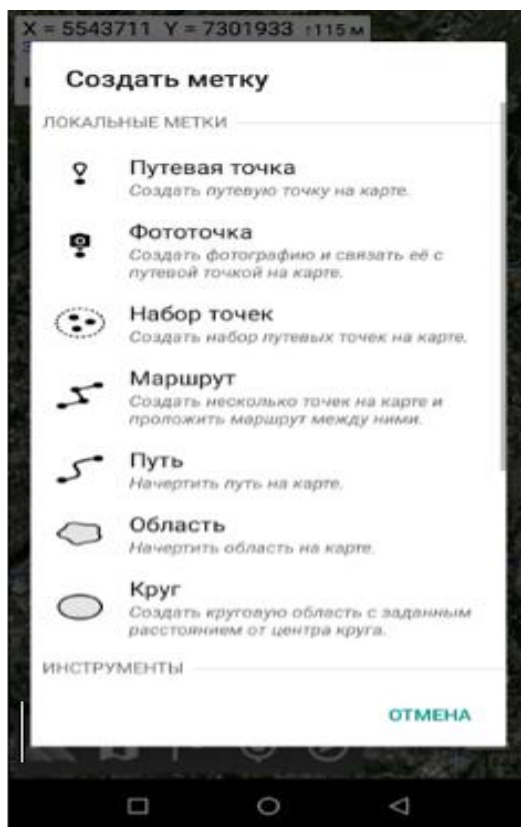 X = 5543711 Y = 7301933 ↑115 м
Создать метку
ЛОКАЛЬНЫЕ МЕТКИ
Путевая точка
Создать путевую точку на карте.
Фототочка
Создать фотографию и связать её с
путевой точкой на карте.
Набор точек
Создать набор путевых точек на карте.
Маршрут
Создать несколько точек на карте и
проложить маршрут между ними.
Путь
Начертить путь на карте.
Область
Начертить область на карте.
Круг
Создать круговую область с заданным
расстоянием от центра круга.
ИНСТРУМЕНТЫ
ОТМЕНА